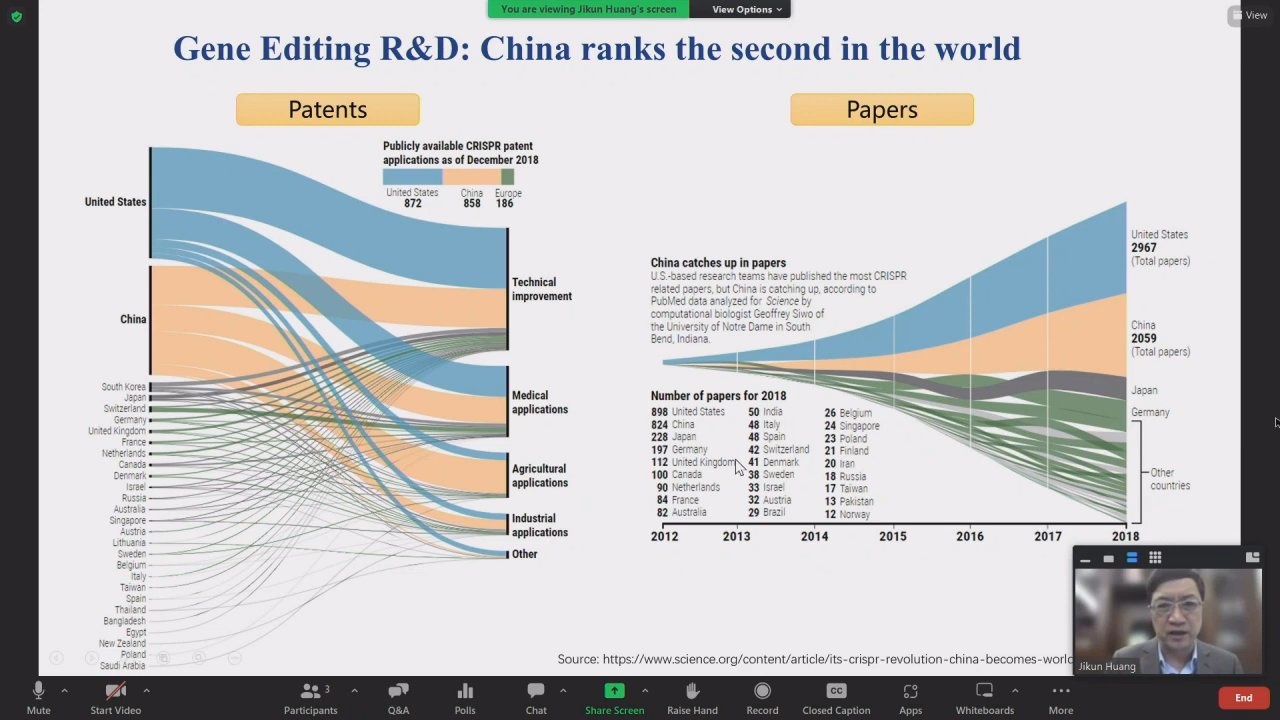 You are viewing Jikun Huang's screen
View Options
View
Gene Editing R&D: China ranks the second in the world
Patents
Papers
Publicly available CRISPR patent
applications as of December 2018
United States
872
China
858
Europe
186
United States
China
South Korea
Japan
Switzerland
Germany
United Kingdom
France
Netherlands
Canada
Denmark
Israel
Russia
Australia
Singapore
Austria
Lithuania
Sweden
Belgium
Italy
Taiwan
Spain
Thailand
Bangladesh
Egypt
New Zealand
Poland
Saudi Arabia
Technical
improvement
Medical
applications
Agricultural
applications
Industrial
applications
Other
China catches up in papers
U.S.-based research teams have published the most CRISPR
related papers, but China is catching up, according to
PubMed data analyzed for Science by
computational biologist Geoffrey Siwo of
the University of Notre Dame in South
Bend, Indiana.
Number of papers for 2018
898 United States
824 China
228 Japan
197 Germany
112 United Kingdom
100 Canada
90 Netherlands
84 France
82 Australia
50 India
48 Italy
48 Spain
42 Switzerland
41 Denmark
38 Sweden
33 Israel
32 Austria
29 Brazil
26 Belgium
24 Singapore
23 Poland
21 Finland
20 Iran
18 Russia
17 Taiwan
13 Pakistan
12 Norway
United States
2967
(Total papers)
China
2059
(Total papers)
Japan
Germany
Other
countries
2012 2013 2014 2015 2016 2017 2018
Source: https://www.science.org/content/article/its-crispr-revolution-china-becomes-world
Jikun Huang
Mute
Start Video
3
Participants
Q&A
Polls
Chat
Share Screen
Raise Hand
Record
CC
Closed Caption
Apps
Whiteboards
More
End